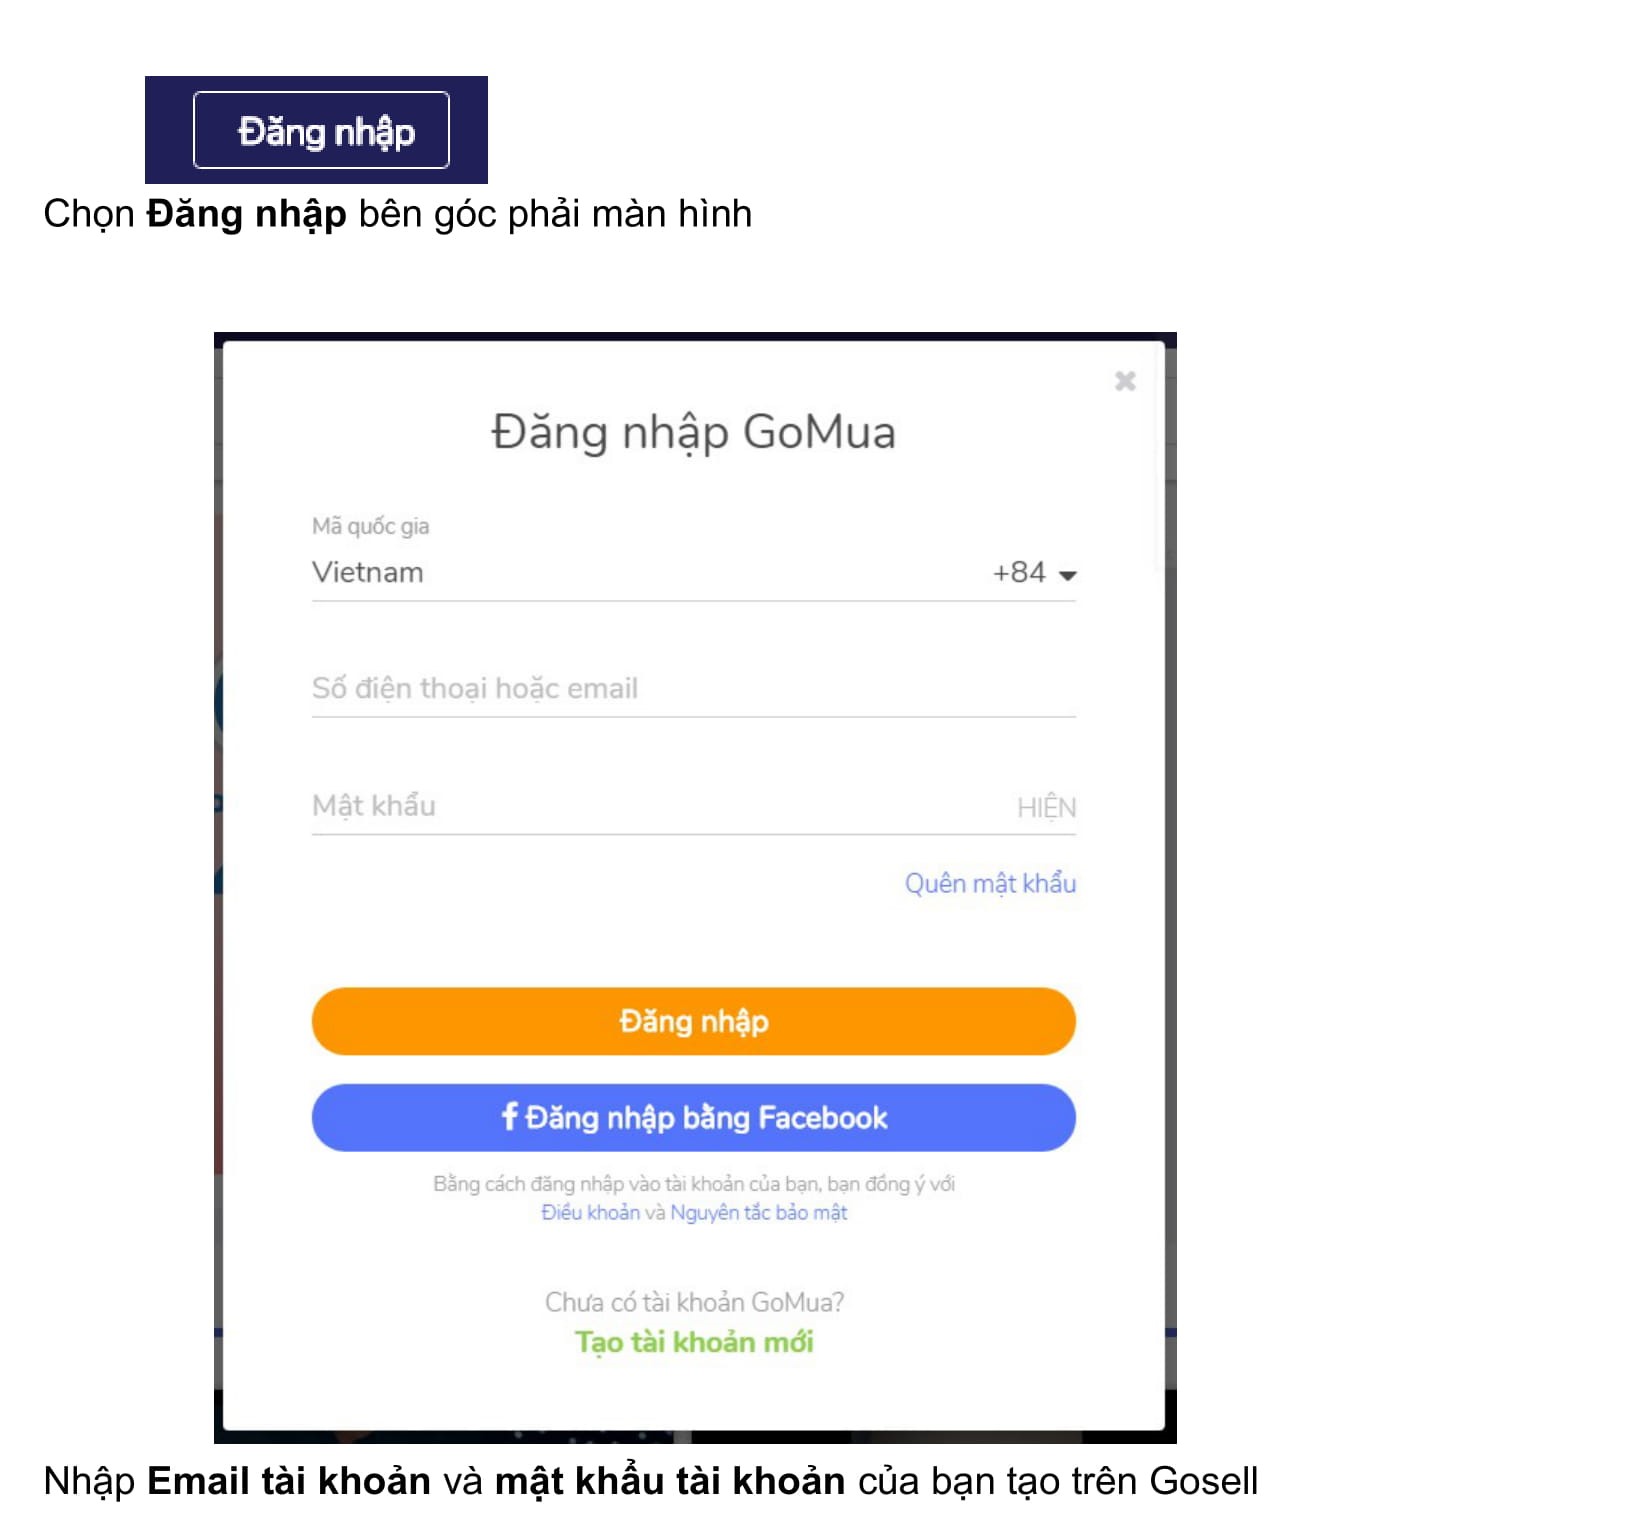 Đăng nhập
Chọn Đăng nhập bên góc phải màn hình
Đăng nhập GoMua
Mã quốc gia
Vietnam +84
Số điện thoại hoặc email
Mật khẩu HIỆN
Quên mật khẩu
Đăng nhập
f Đăng nhập bằng Facebook
Bằng cách đăng nhập vào tài khoản của bạn, bạn đồng ý với
Điều khoản và Nguyên tắc bảo mật
Chưa có tài khoản GoMua?
Tạo tài khoản mới
Nhập Email tài khoản và mật khẩu tài khoản của bạn tạo trên Gosell